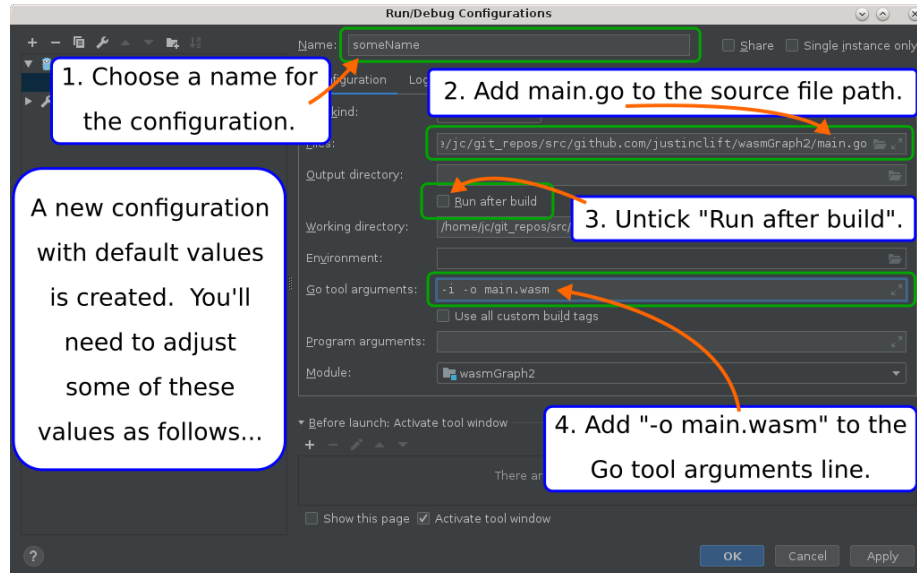 Run/Debug Configurations
Name: someName
Share
Single instance only
1. Choose a name for
the configuration.
2. Add main.go to the source file path.
/jc/git_repos/src/github.com/justinclift/wasmGraph2/main.go
Output directory:
Run after build
3. Untick "Run after build".
A new configuration
with default values
is created. You'll
need to adjust
some of these
values as follows...
Working directory: /home/jc/git_repos/src/
Environment:
Go tool arguments: -i -o main.wasm
Use all custom build tags
Program arguments:
Module: wasmGraph2
Before launch: Activate tool window
4. Add "-o main.wasm" to the
Go tool arguments line.
There
Show this page
Activate tool window
?
OK
Cancel
Apply